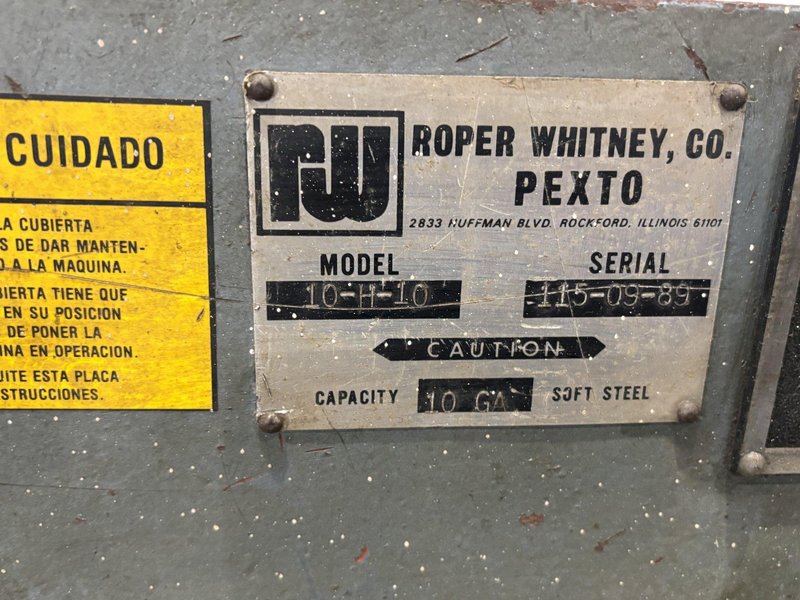 CUIDADO
LA CUBIERTA
S DE DAR MANTEN-
O A LA MAQUINA.
BIERTA TIENE QUE
EN SU POSICION
DE PONER LA
INA EN OPERACION.
UITE ESTA PLACA
STRUCCIONES.
rw
ROPER WHITNEY, CO.
PEXTO
2833 HUFFMAN BLVD. ROCKFORD, ILLINOIS 61101
MODEL SERIAL
10-H-10 115-09-89
CAUTION
CAPACITY 10 GA SOFT STEEL